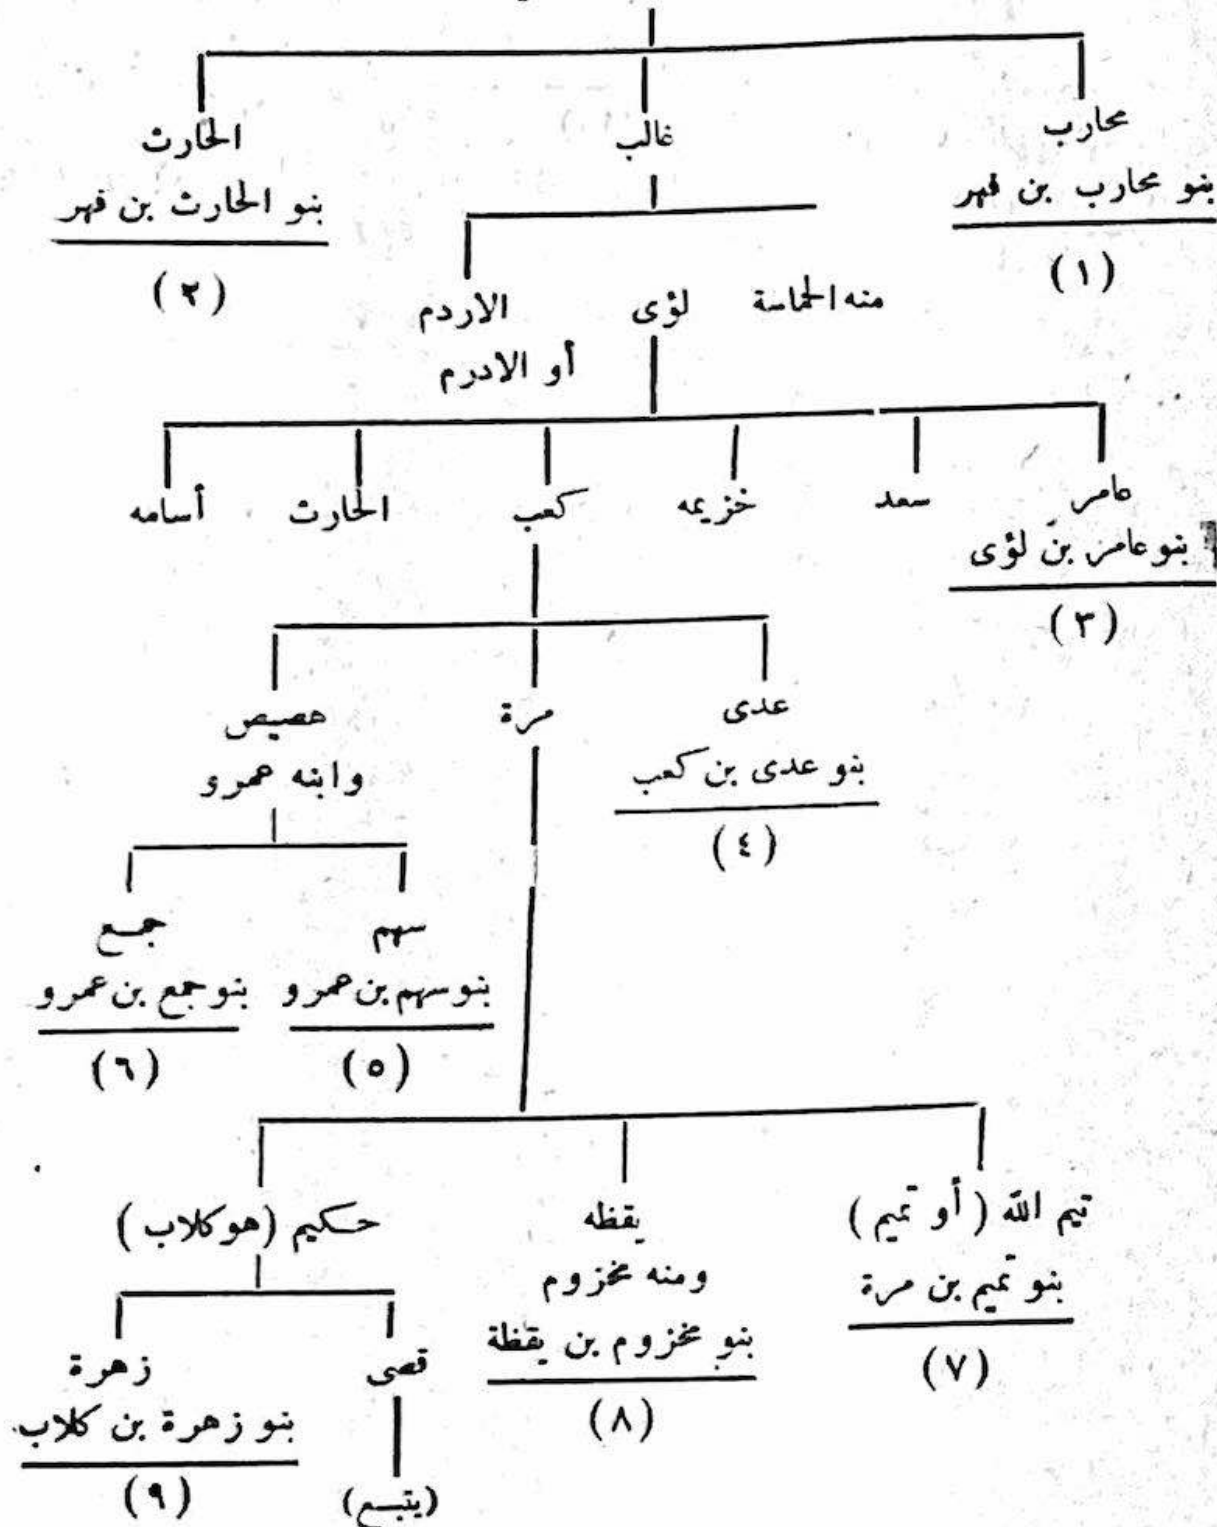 محارب
بنو محارب بن فهر
(١)
غالب
الحارث
بنو الحارث بن فهر
(٢)
منه الحماسة
لؤى
الاردم
أو الادرم
عامر
بنو عامر بن لؤى
(٣)
سعد
خزيمه
كعب
الحارث
أسامه
عدى
بنو عدى بن كعب
(٤)
مرة
هصيص
وابنه عمرو
سهم
بنو سهم بن عمرو
(٥)
جمع
بنو جمع بن عمرو
(٦)
تيم الله (أو تميم)
بنو تميم بن مرة
(٧)
يقظه
ومنه مخزوم
بنو مخزوم بن يقظة
(٨)
حكيم (هو كلاب)
قصى
(يتبع)
زهرة
بنو زهرة بن كلاب
(٩)